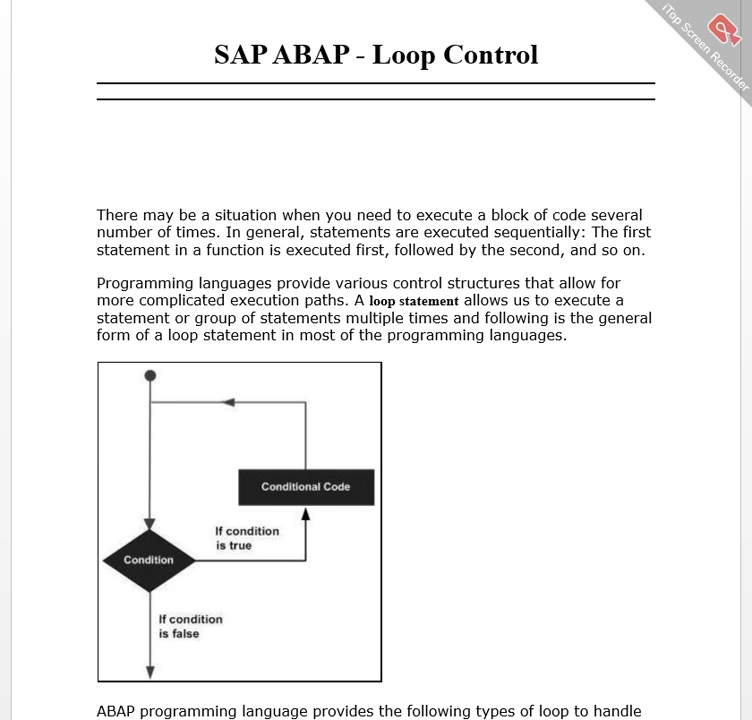 iTop Screen Recorder
SAP ABAP - Loop Control
There may be a situation when you need to execute a block of code several
number of times. In general, statements are executed sequentially: The first
statement in a function is executed first, followed by the second, and so on.
Programming languages provide various control structures that allow for
more complicated execution paths. A loop statement allows us to execute a
statement or group of statements multiple times and following is the general
form of a loop statement in most of the programming languages.
Conditional Code
If condition
is true
Condition
If condition
is false
ABAP programming language provides the following types of loop to handle